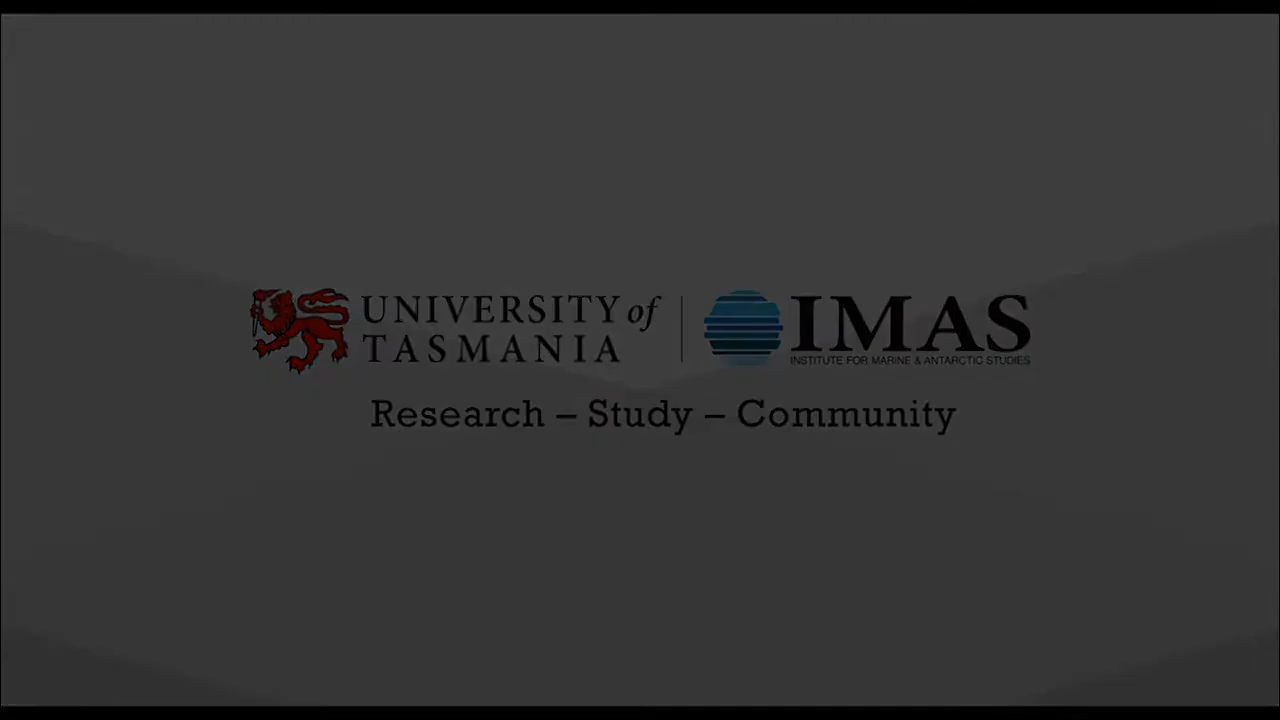 UNIVERSITY of
TASMANIA
IMAS
INSTITUTE FOR MARINE & ANTARCTIC STUDIES
Research – Study – Community